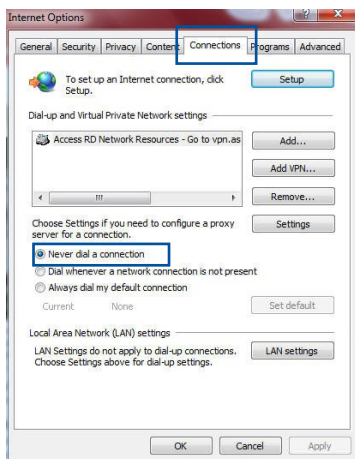 Internet Options
General Security Privacy Content Connections Programs Advanced
To set up an Internet connection, click
Setup.
Setup
Dial-up and Virtual Private Network settings
Access RD Network Resources - Go to vpn.as
Add...
Add VPN...
Remove...
Choose Settings if you need to configure a proxy
server for a connection.
Settings
Never dial a connection
Dial whenever a network connection is not present
Always dial my default connection
Current None
Set default
Local Area Network (LAN) settings
LAN Settings do not apply to dial-up connections.
Choose Settings above for dial-up settings.
LAN settings
OK Cancel Apply